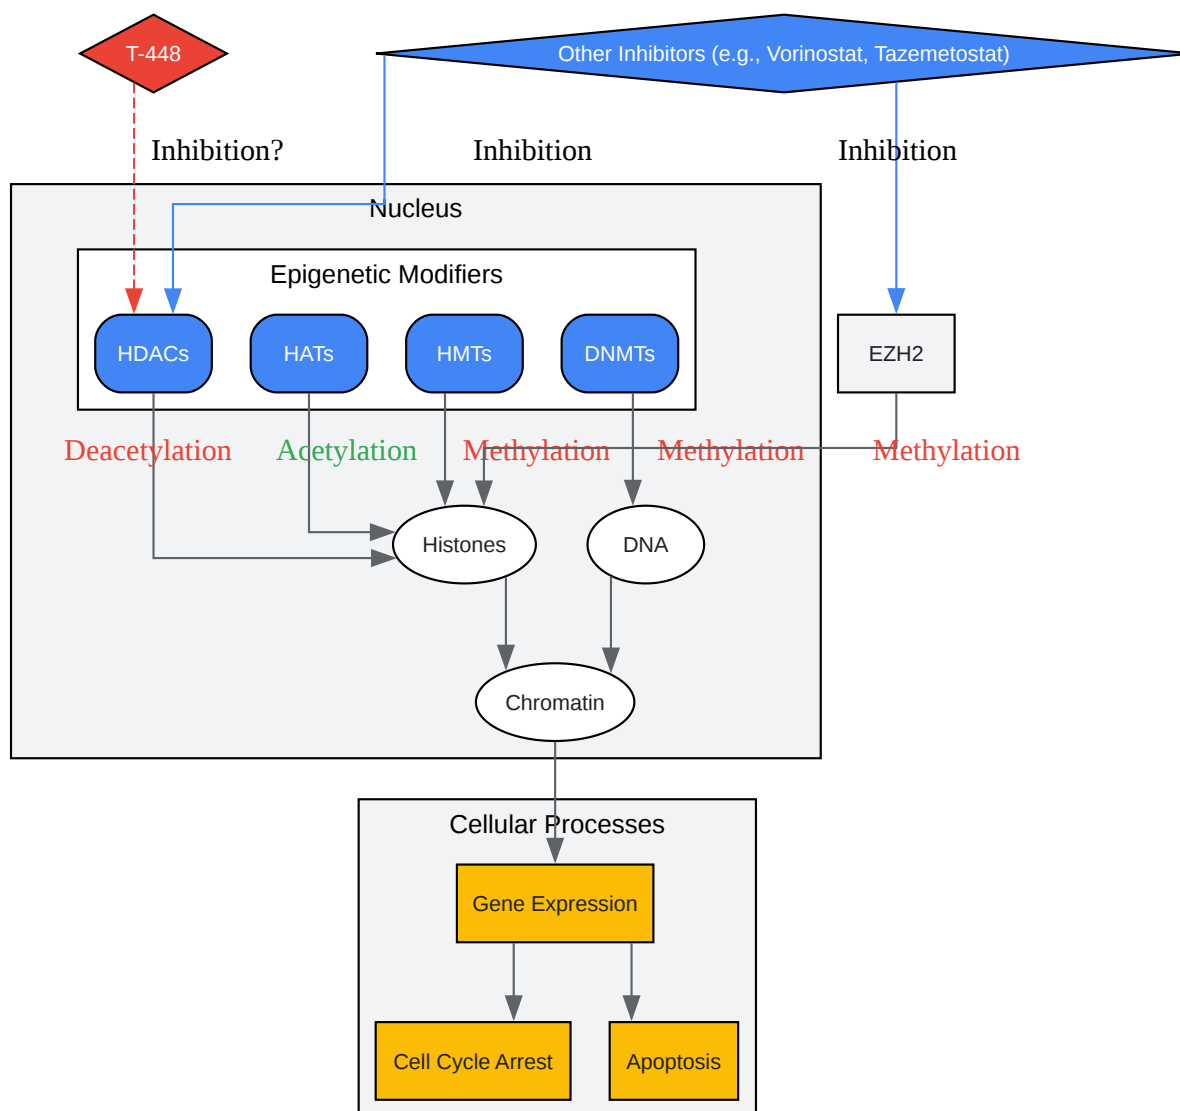 T-448
Other Inhibitors (e.g., Vorinostat, Tazemetostat)
Inhibition?
Inhibition
Inhibition
Nucleus
Epigenetic Modifiers
HDACs
HATs
HMTs
DNMTs
EZH2
Deacetylation
Acetylation
Methylation
Methylation
Methylation
Histones
DNA
Chromatin
Cellular Processes
Gene Expression
Cell Cycle Arrest
Apoptosis